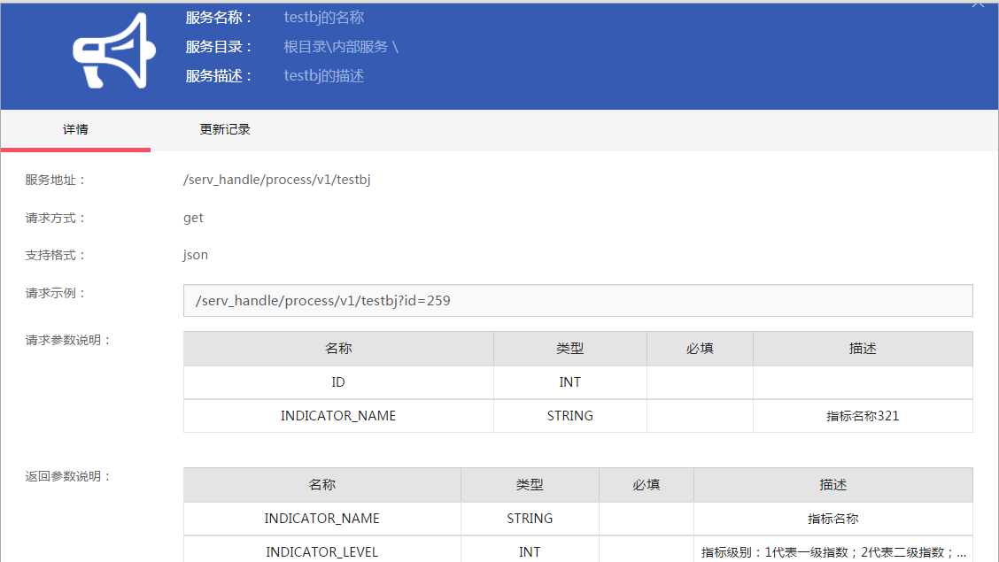 服务名称： testbj的名称
服务目录： 根目录\内部服务 \
服务描述： testbj的描述
详情 更新记录
服务地址： /serv_handle/process/v1/testbj
请求方式： get
支持格式： json
请求示例： /serv_handle/process/v1/testbj?id=259
请求参数说明： 名称 类型 必填 描述
ID INT
INDICATOR_NAME STRING 指标名称321
返回参数说明： 名称 类型 必填 描述
INDICATOR_NAME STRING 指标名称
INDICATOR_LEVEL INT 指标级别：1代表一级指数；2代表二级指数；...